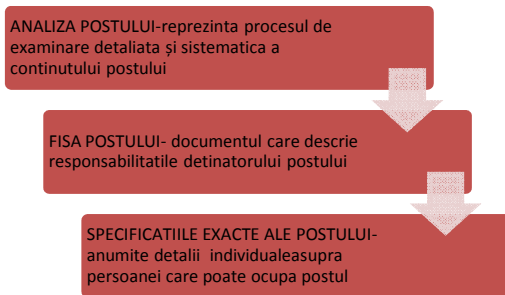 ANALIZA POSTULUI-reprezinta procesul de
examinare detaliata și sistematica a
continutului postului
FISA POSTULUI- documentul care descrie
responsabilitatile detinatorului postului
SPECIFICATIILE EXACTE ALE POSTULUI-
anumite detalii individualeasupra
persoanei care poate ocupa postul